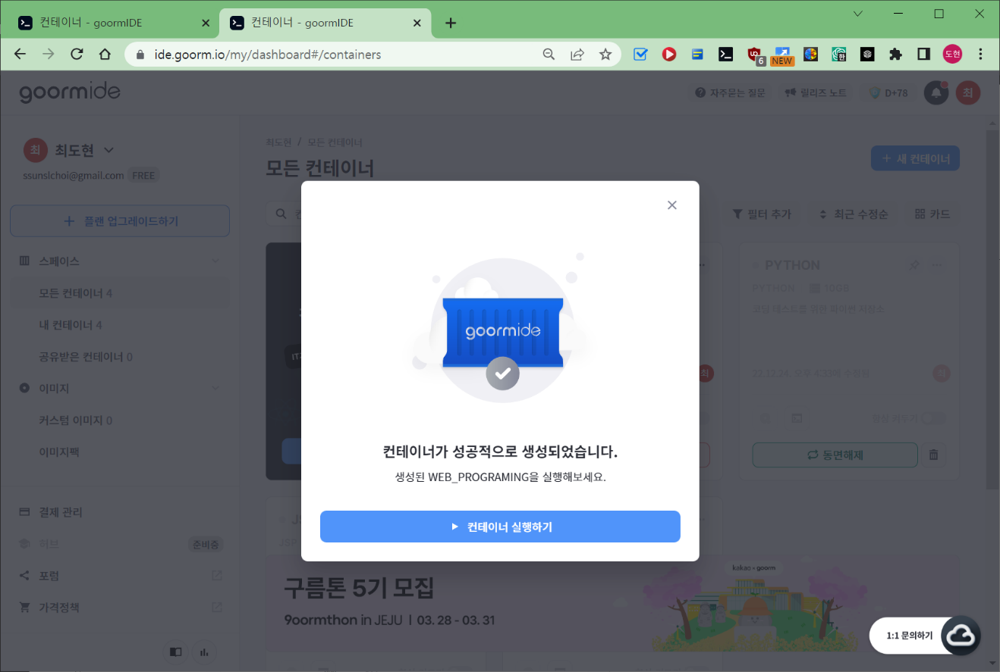 컨테이너 - goormIDE
컨테이너 - goormIDE
ide.goorm.io/my/dashboard#/containers
6
NEW
한
도현
goormide
자주묻는 질문
릴리즈 노트
D+78
최
최
최도현
ssunslchoi@gmail.com
FREE
+ 플랜 업그레이드하기
스페이스
모든 컨테이너 4
내 컨테이너 4
공유받은 컨테이너 0
이미지
커스텀 이미지 0
이미지팩
결제 관리
허브
준비중
포럼
가격정책
최도현 / 모든 컨테이너
모든 컨테이너
+ 새 컨테이너
필터 추가
최근 수정순
카드
PYTHON
PYTHON
10GB
코딩 테스트를 위한 파이썬 저장소
22.12.24. 오후 4:33에 수정됨
최
최
항상 켜두기
동면해제
goormide
컨테이너가 성공적으로 생성되었습니다.
생성된 WEB_PROGRAMING을 실행해보세요.
컨테이너 실행하기
구름톤 5기 모집
9oormthon in JEJU | 03. 28 - 03. 31
kakao × goorm
1:1 문의하기